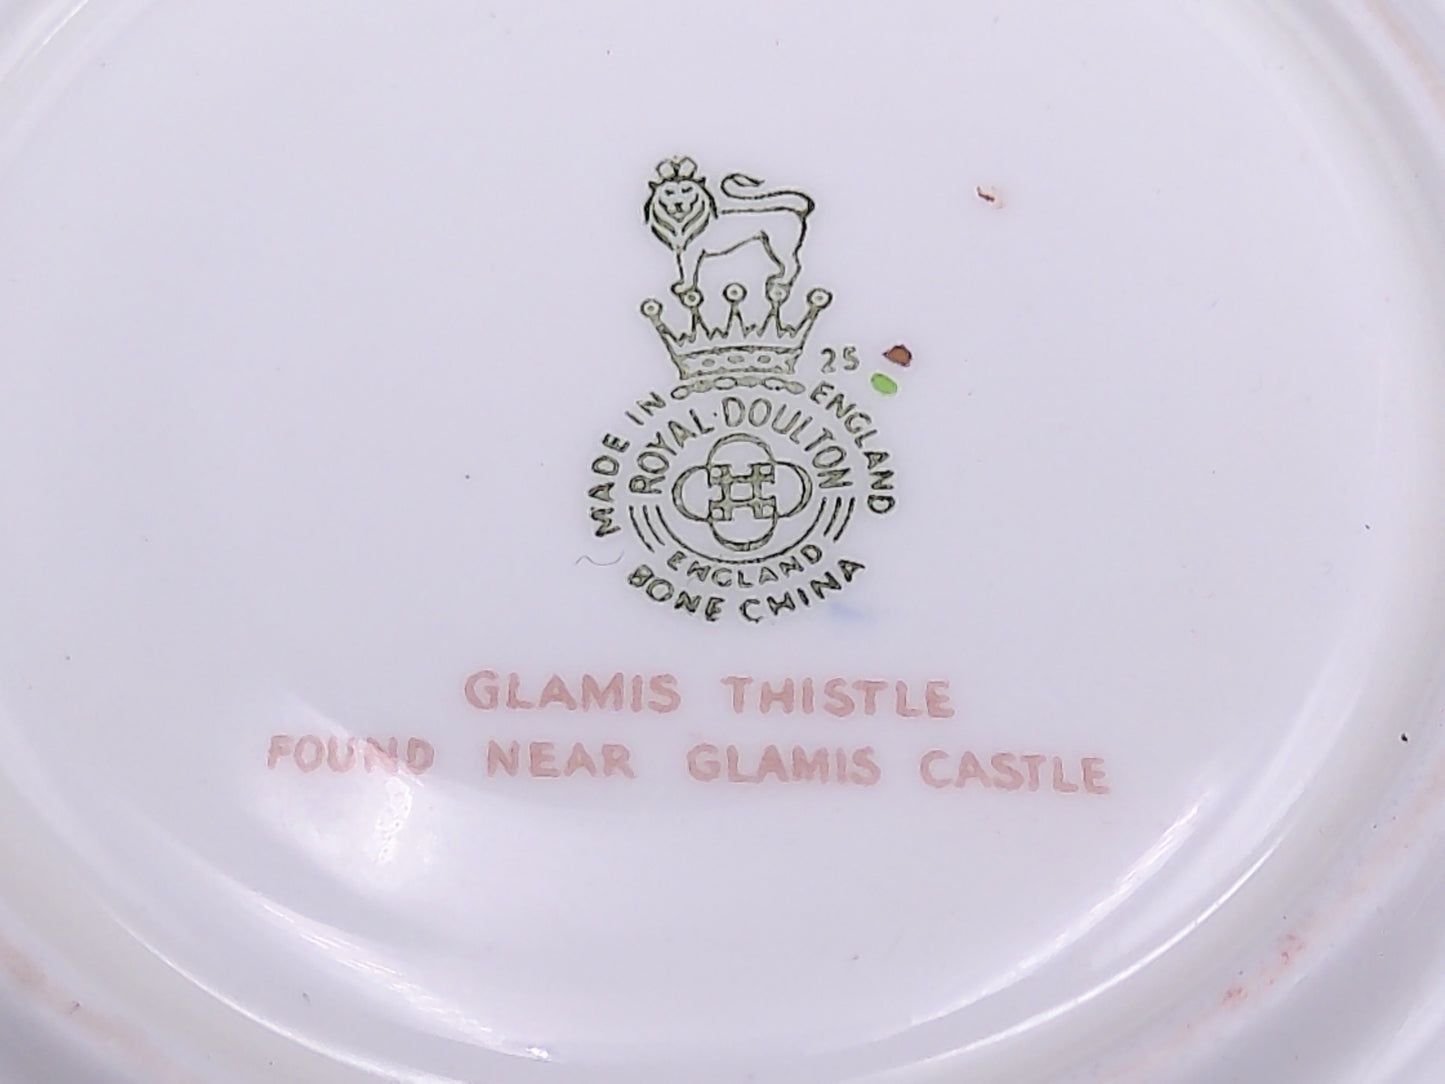 25
MADE IN ENGLAND
ROYAL·DOULTON
ENGLAND
BONE CHINA
GLAMIS THISTLE
FOUND NEAR GLAMIS CASTLE